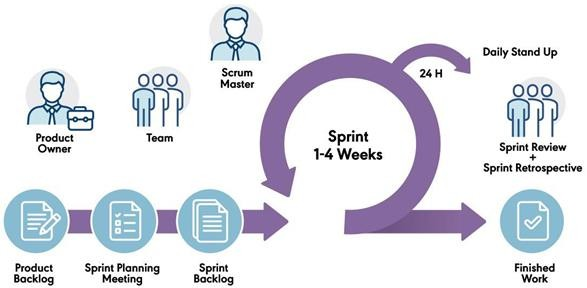 Scrum
Master
Product
Owner
Team
Sprint
1-4 Weeks
24 H
Daily Stand Up
Sprint Review
+
Sprint Retrospective
Product
Backlog
Sprint Planning
Meeting
Sprint
Backlog
Finished
Work